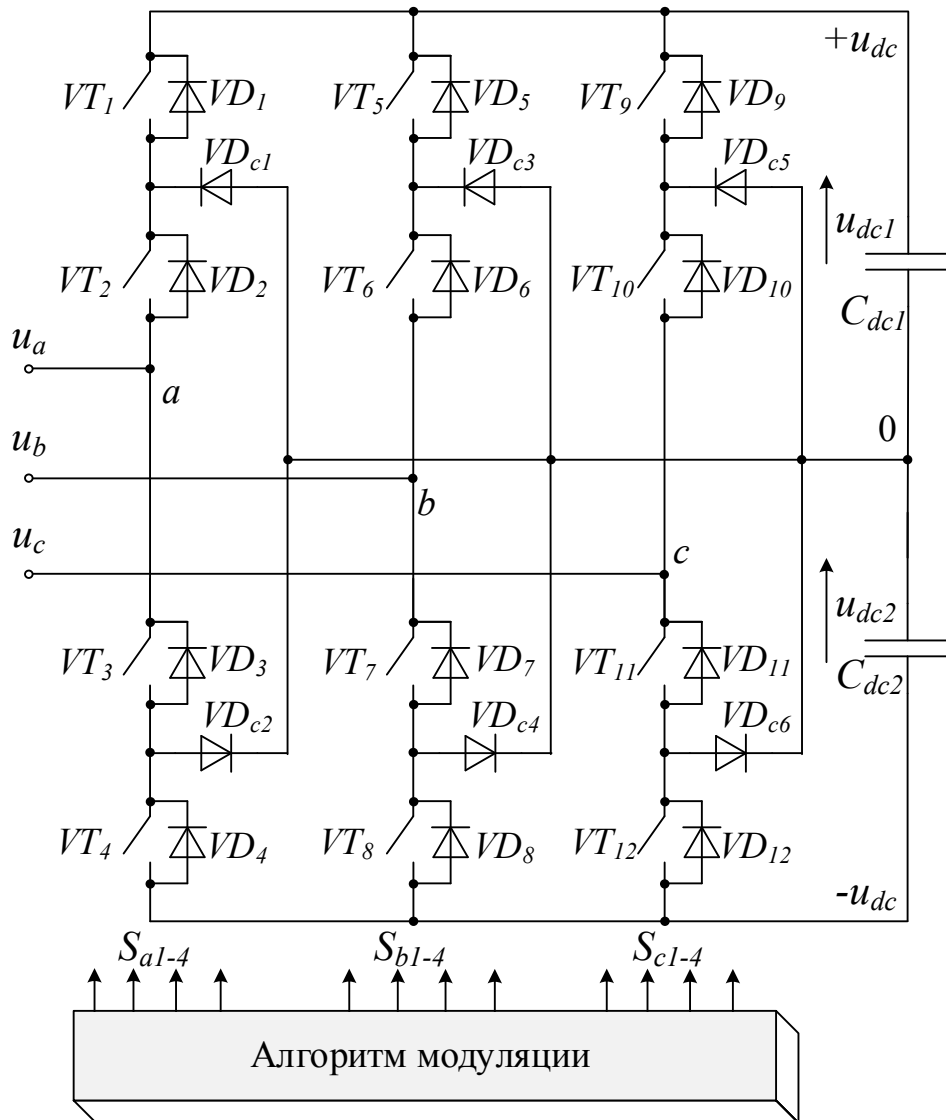 +u_dc
VT_1 VD_1 VT_5 VD_5 VT_9 VD_9
VD_c1 VD_c3 VD_c5
u_dc1
VT_2 VD_2 VT_6 VD_6 VT_10 VD_10
C_dc1
u_a
a
0
u_b
b
u_c
c
u_dc2
VT_3 VD_3 VT_7 VD_7 VT_11 VD_11
C_dc2
VD_c2 VD_c4 VD_c6
VT_4 VD_4 VT_8 VD_8 VT_12 VD_12
-u_dc
S_a1-4 S_b1-4 S_c1-4
Алгоритм модуляции